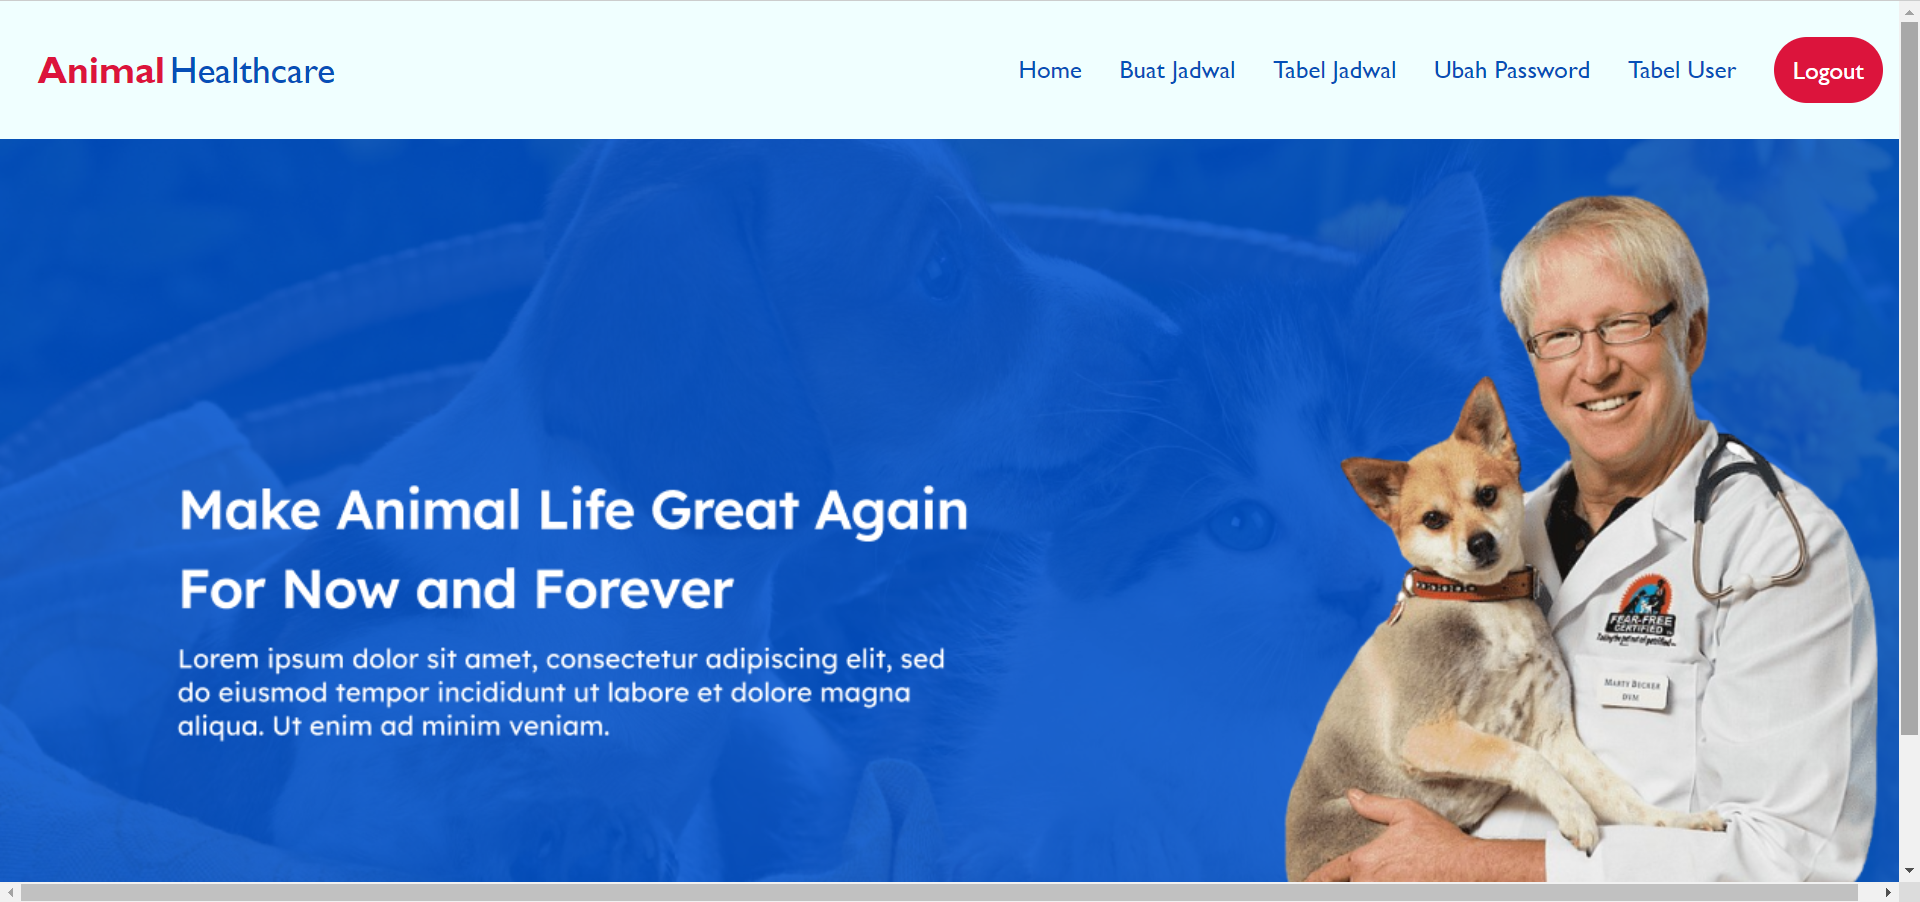 Animal Healthcare
Home Buat Jadwal Tabel Jadwal Ubah Password Tabel User Logout
Make Animal Life Great Again
For Now and Forever
Lorem ipsum dolor sit amet, consectetur adipiscing elit, sed
do eiusmod tempor incididunt ut labore et dolore magna
aliqua. Ut enim ad minim veniam.
FEAR-FREE
CERTIFIED
Marty Becker
DVM